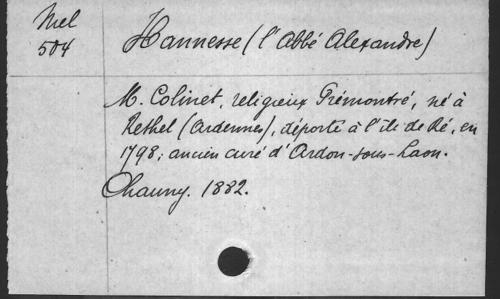 Mel
504
Hannesse (l'Abbé Alexandre)
M. Colinet, religieux Prémontré, né à
Rethel (Ardennes), déporté à l'île de Ré, en
1798; ancien curé d'Ardon-sous-Laon.
Chauny. 1882.